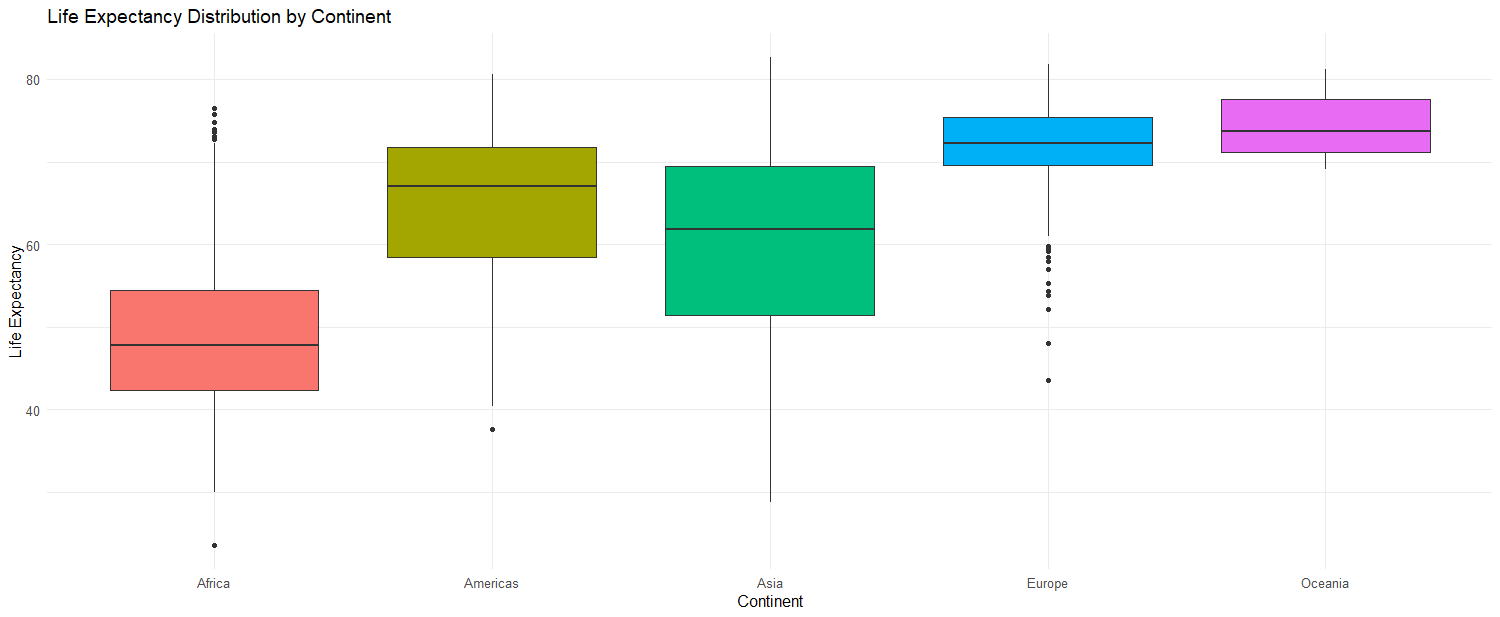 Life Expectancy Distribution by Continent
Life Expectancy
80
60
40
Africa Americas Asia Europe Oceania
Continent